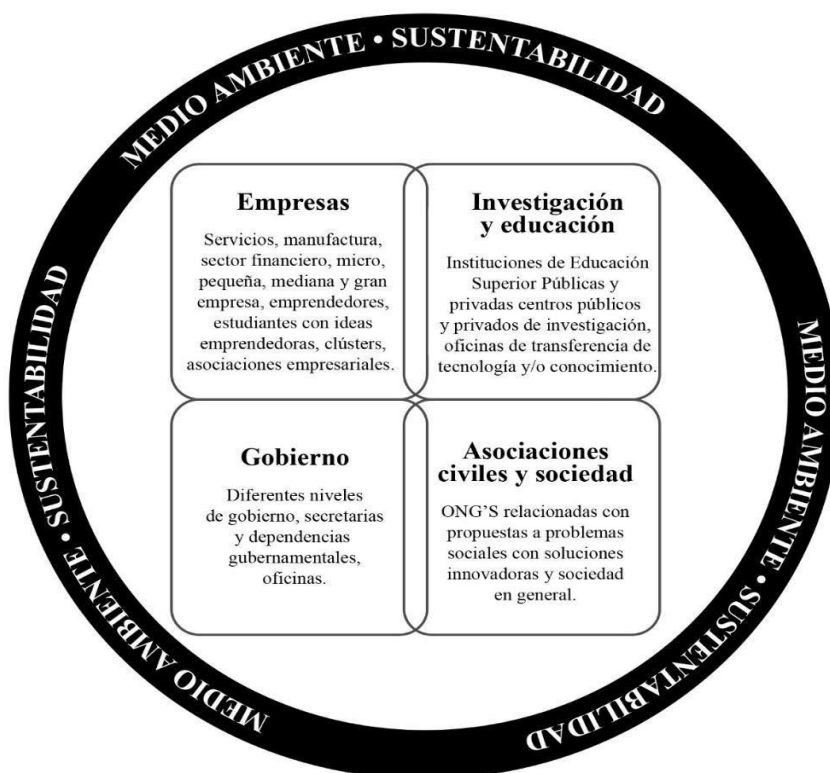 MEDIO AMBIENTE • SUSTENTABILIDAD
Empresas
Servicios, manufactura,
sector financiero, micro,
pequeña, mediana y gran
empresa, emprendedores,
estudiantes con ideas
emprendedoras, clústers,
asociaciones empresariales.
Investigación
y educación
Instituciones de Educación
Superior Públicas y
privadas centros públicos
y privados de investigación,
oficinas de transferencia de
tecnología y/o conocimiento.
Gobierno
Diferentes niveles
de gobierno, secretarias
y dependencias
gubernamentales,
oficinas.
Asociaciones
civiles y sociedad
ONG’S relacionadas con
propuestas a problemas
sociales con soluciones
innovadoras y sociedad
en general.
MEDIO AMBIENTE • SUSTENTABILIDAD
MEDIO AMBIENTE • SUSTENTABILIDAD